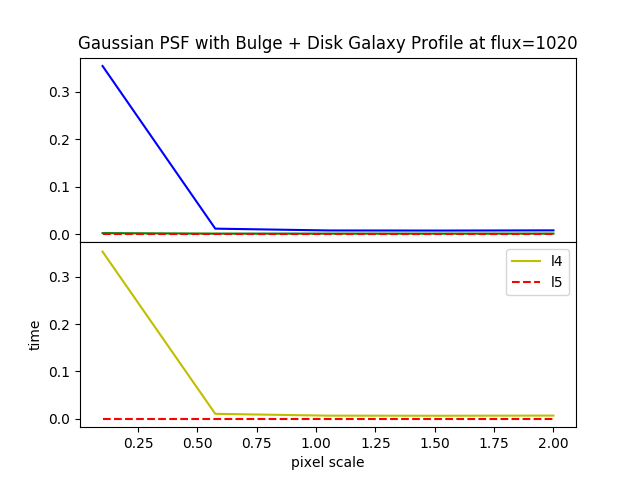 Gaussian PSF with Bulge + Disk Galaxy Profile at flux=1020
0.3
0.2
0.1
0.0
l4
l5
0.3
0.2
0.1
0.0
time
0.25 0.50 0.75 1.00 1.25 1.50 1.75 2.00
pixel scale